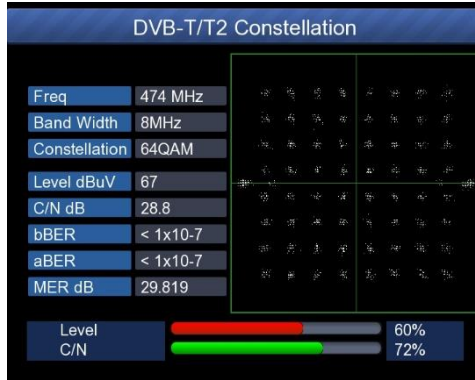 DVB-T/T2 Constellation
Freq 474 MHz
Band Width 8MHz
Constellation 64QAM
Level dBuV 67
C/N dB 28.8
bBER < 1x10-7
aBER < 1x10-7
MER dB 29.819
Level 60%
C/N 72%